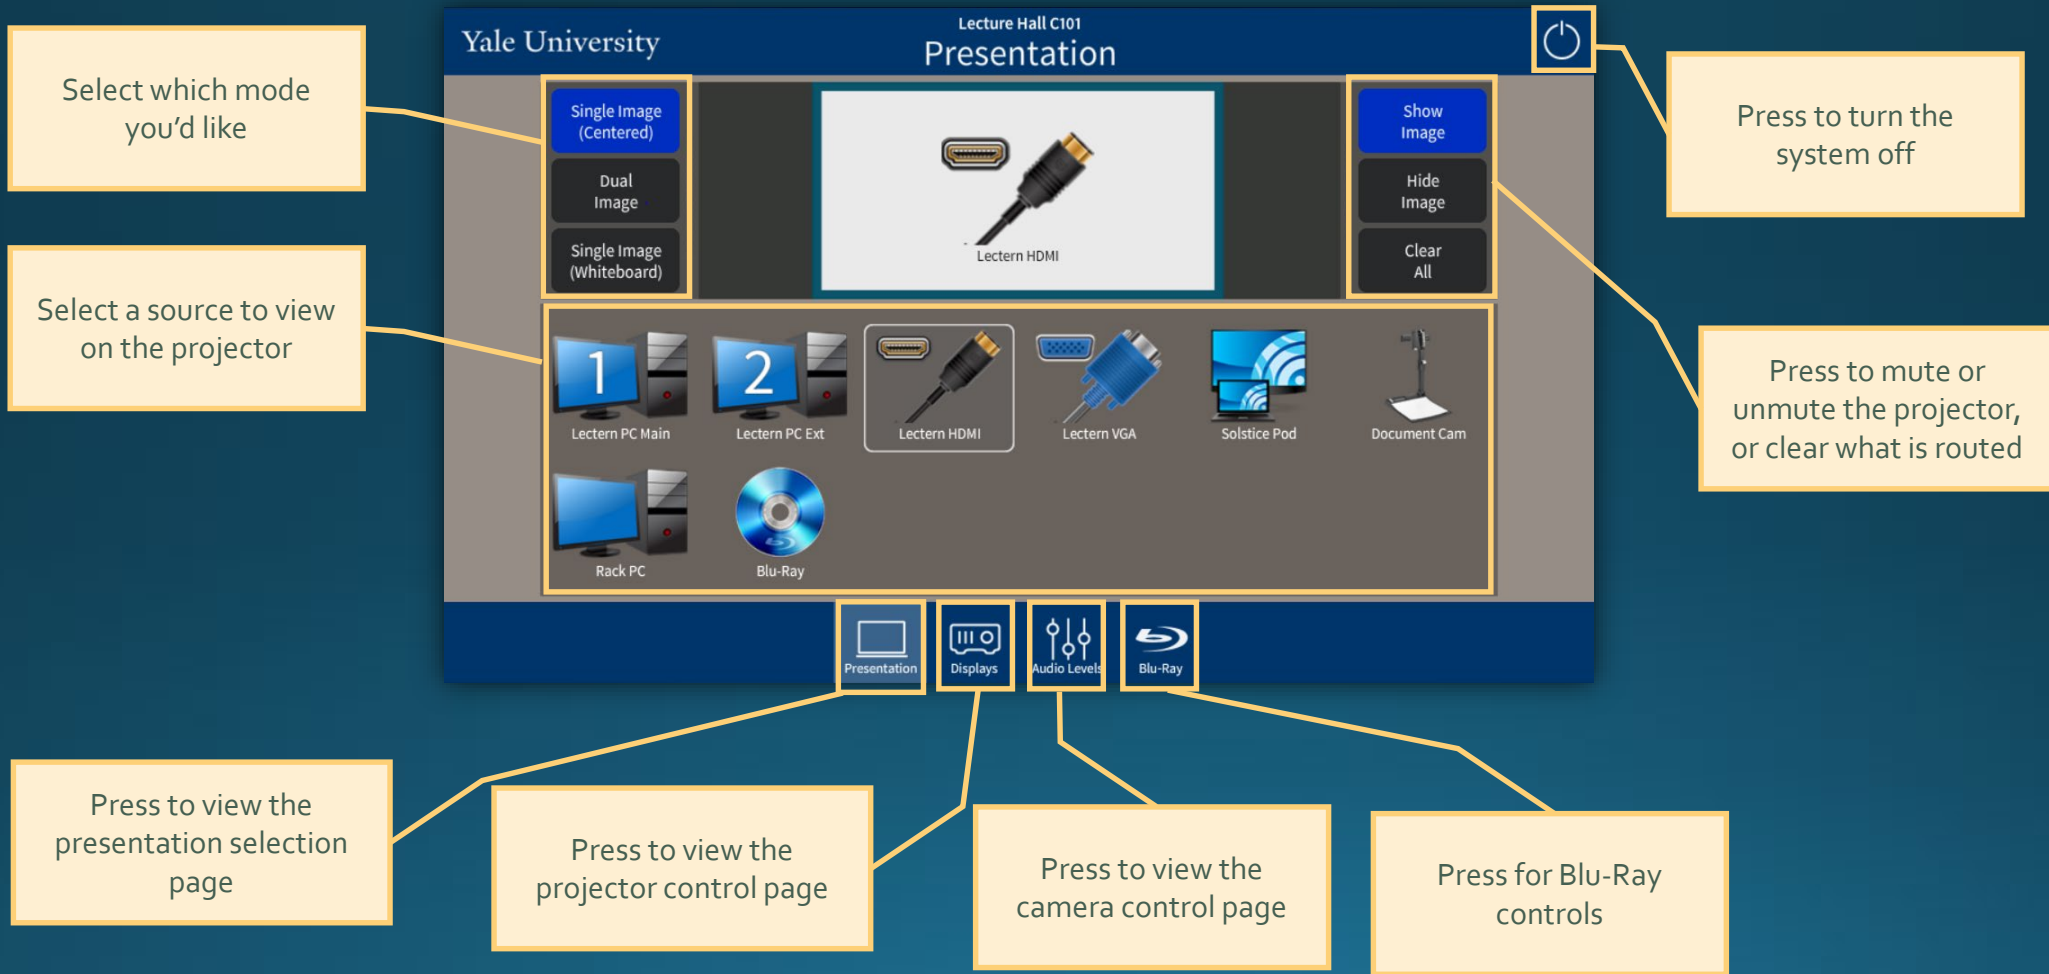 Select which mode
you'd like
Select a source to view
on the projector
Yale University
Lecture Hall C101
Presentation
Single Image
(Centered)
Dual
Image
Single Image
(Whiteboard)
Lectern HDMI
Show
Image
Hide
Image
Clear
All
Press to turn the
system off
Press to mute or
unmute the projector,
or clear what is routed
1
Lectern PC Main
2
Lectern PC Ext
Lectern HDMI
Lectern VGA
Solstice Pod
Document Cam
Rack PC
Blu-Ray
Presentation
Displays
Audio Levels
Blu-Ray
Press to view the
presentation selection
page
Press to view the
projector control page
Press to view the
camera control page
Press for Blu-Ray
controls